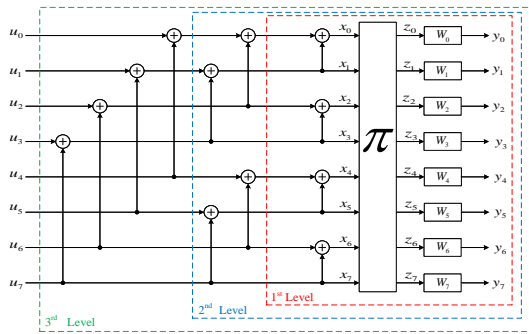 u₀ x₀ z₀ W₀ y₀
u₁ x₁ z₁ W₁ y₁
u₂ x₂ z₂ W₂ y₂
u₃ x₃ z₃ W₃ y₃
π
u₄ x₄ z₄ W₄ y₄
u₅ x₅ z₅ W₅ y₅
u₆ x₆ z₆ W₆ y₆
u₇ x₇ z₇ W₇ y₇
1ˢᵗ Level
2ⁿᵈ Level
3ʳᵈ Level